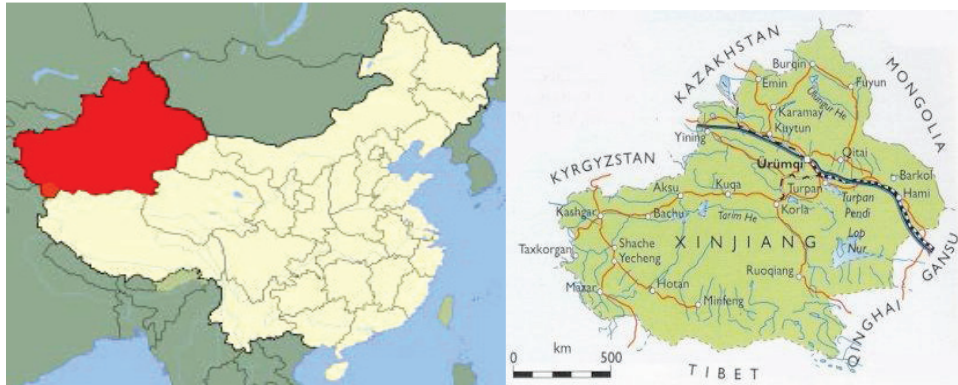 KAZAKHSTAN
MONGOLIA
Burqin
Emin
Fuyun
Ulungur He
Karamay
Kuytun
Yining
Qitai
Ürümqi
KYRGYZSTAN
Barkol
Hami
Turpan
Turpan
Pendi
Aksu
Kuqa
Korla
Kashgar
Bachu
Tarim He
Lop
Nur
XINJIANG
Taxkorgan
Shache
Yecheng
GANSU
Ruoqiang
Mazar
Hotan
Minfeng
QINGHAI
km
0 500
TIBET